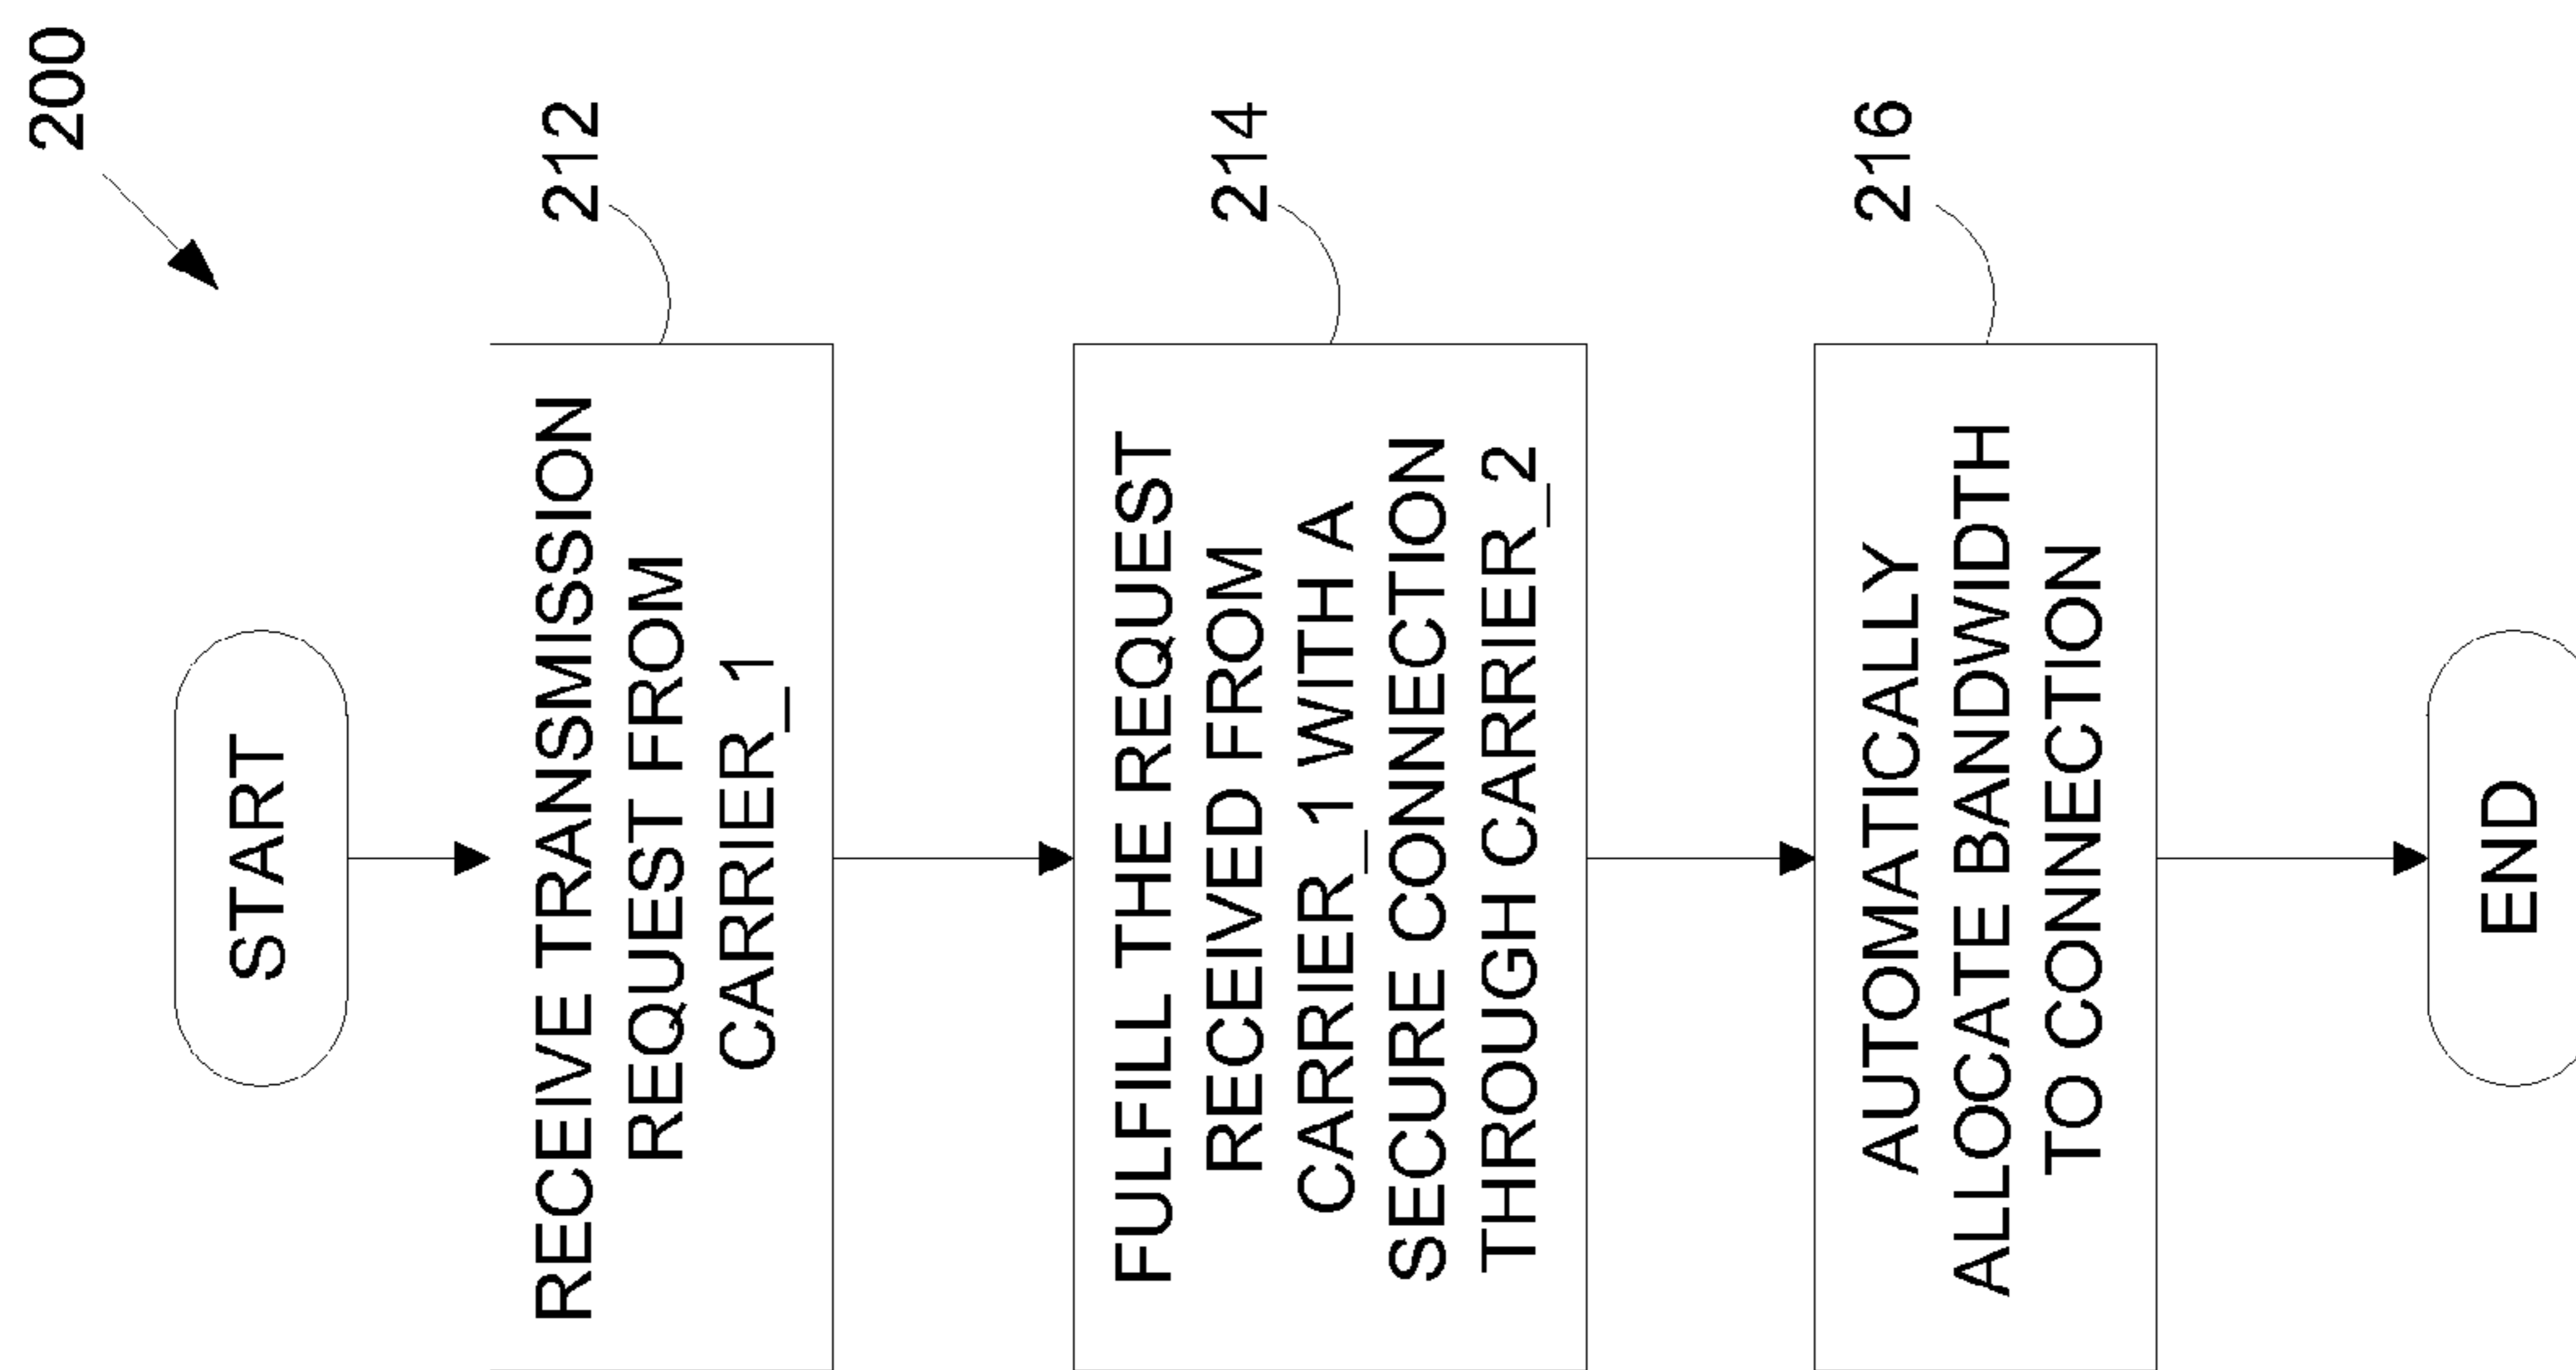 200
START
212
RECEIVE TRANSMISSION
REQUEST FROM
CARRIER_1
214
FULFILL THE REQUEST
RECEIVED FROM
CARRIER_1 WITH A
SECURE CONNECTION
THROUGH CARRIER_2
216
AUTOMATICALLY
ALLOCATE BANDWIDTH
TO CONNECTION
END